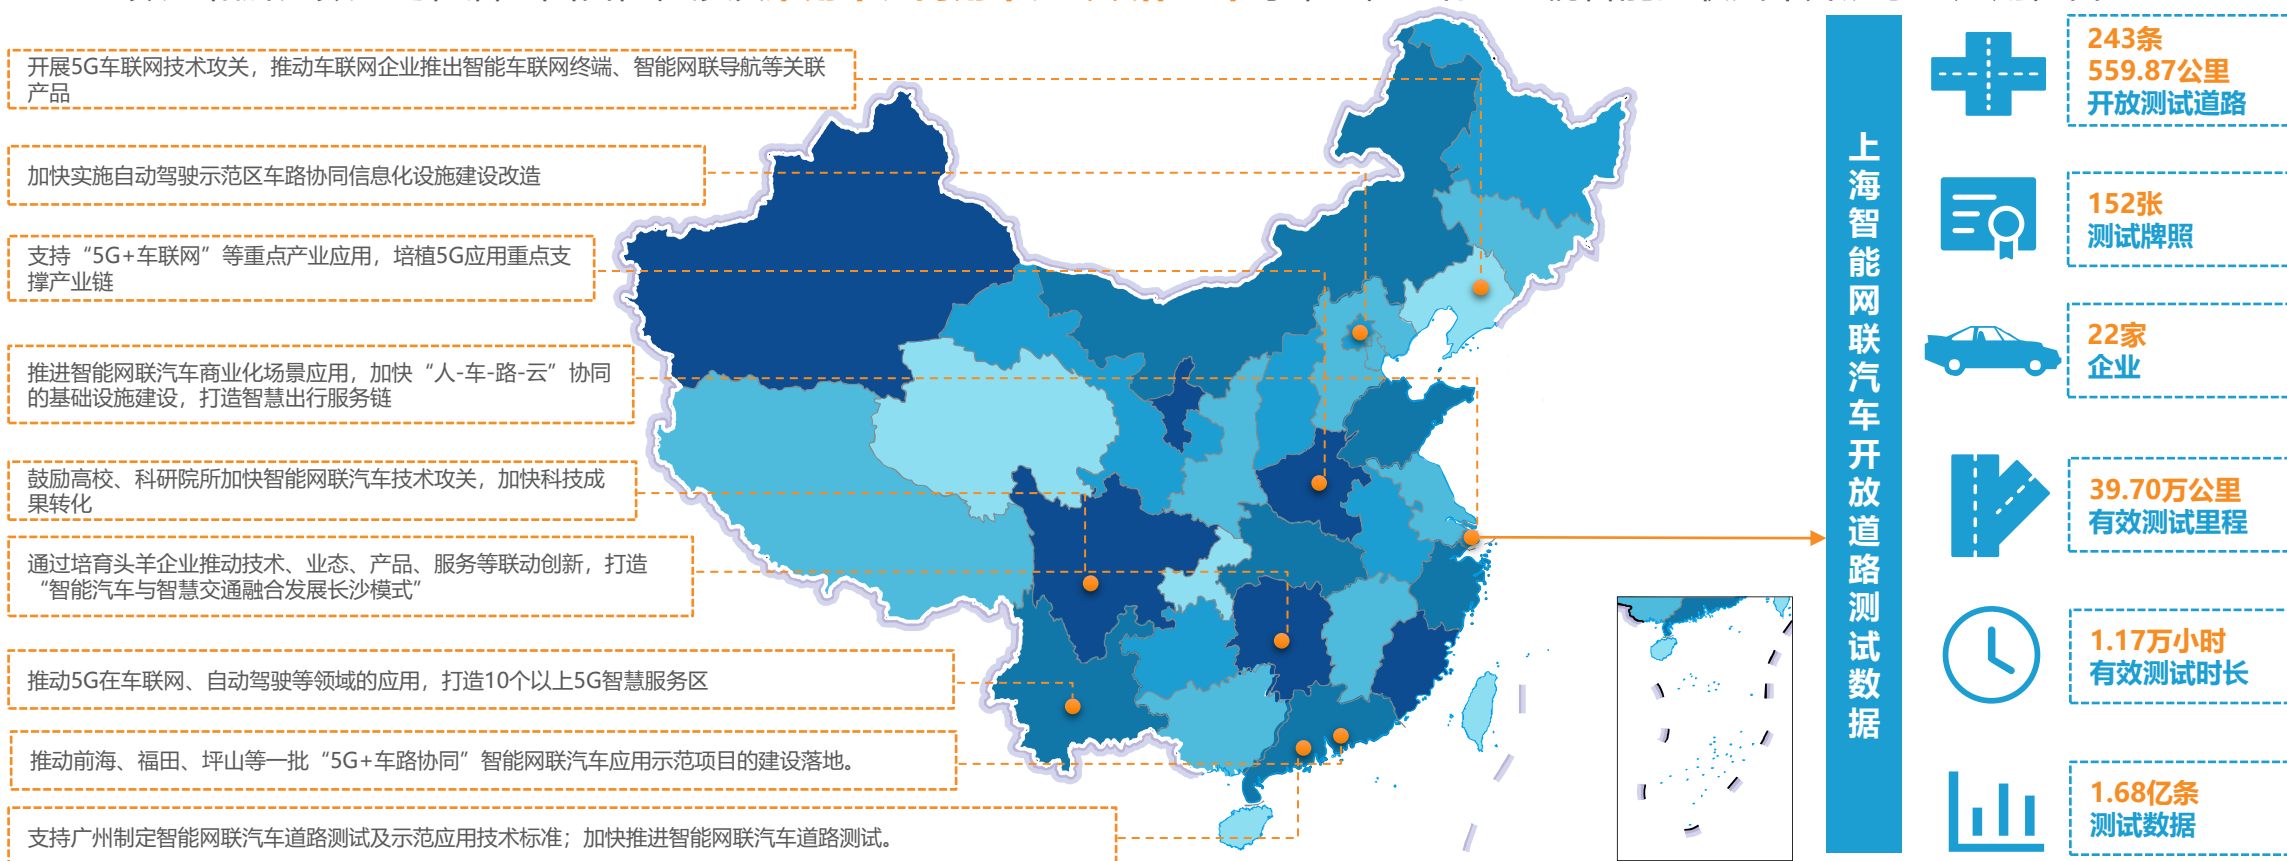 开展5G车联网技术攻关，推动车联网企业推出智能车联网终端、智能网联导航等关联
产品
加快实施自动驾驶示范区车路协同信息化设施建设改造
支持“5G+车联网”等重点产业应用，培植5G应用重点支
撑产业链
推进智能网联汽车商业化场景应用，加快“人-车-路-云”协同
的基础设施建设，打造智慧出行服务链
鼓励高校、科研院所加快智能网联汽车技术攻关，加快科技成
果转化
通过培育头羊企业推动技术、业态、产品、服务等联动创新，打造
“智能汽车与智慧交通融合发展长沙模式”
推动5G在车联网、自动驾驶等领域的应用，打造10个以上5G智慧服务区
推动前海、福田、坪山等一批“5G+车路协同”智能网联汽车应用示范项目的建设落地。
支持广州制定智能网联汽车道路测试及示范应用技术标准；加快推进智能网联汽车道路测试。
上海智能网联汽车开放道路测试数据
243条
559.87公里
开放测试道路
152张
测试牌照
22家
企业
39.70万公里
有效测试里程
1.17万小时
有效测试时长
1.68亿条
测试数据